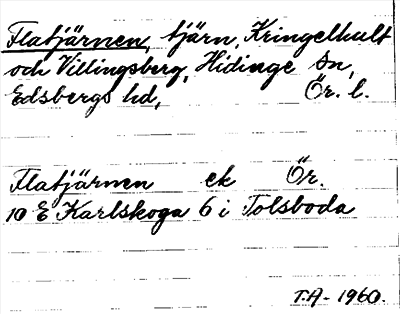 Flatjärnen, tjärn, Kringelhult
och Villingsberg, Hidinge sn,
Edsbergs hd, Ör. l.
Flatjärnen ek Ör.
10 E Karlskoga 6 i Tolsboda
T.A- 1960.